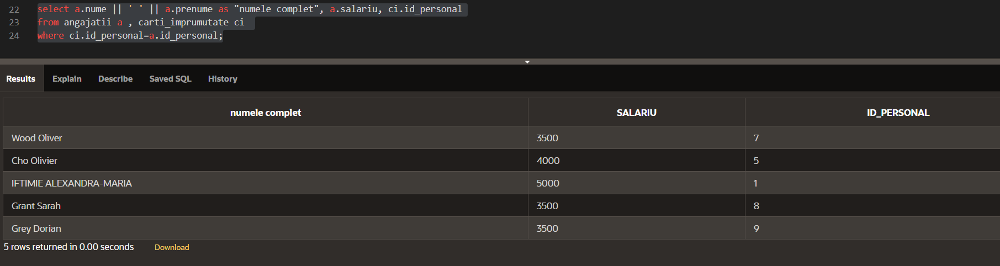 22 select a.nume || ' ' || a.prenume as "numele complet", a.salariu, ci.id_personal
23 from angajatii a , carti_imprumutate ci
24 where ci.id_personal=a.id_personal;
Results Explain Describe Saved SQL History
numele complet SALARIU ID_PERSONAL
Wood Oliver 3500 7
Cho Olivier 4000 5
IFTIMIE ALEXANDRA-MARIA 5000 1
Grant Sarah 3500 8
Grey Dorian 3500 9
5 rows returned in 0.00 seconds Download